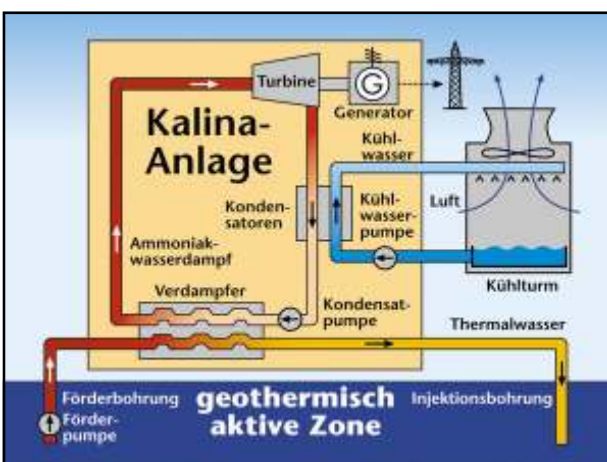 Turbine
G
Generator
Kalina-
Anlage
Kühl-
wasser
Konden-
satoren
Kühl-
wasser-
pumpe
Luft
Ammoniak-
wasserdampf
Kühlturm
Verdampfer
Kondensat-
pumpe
Thermalwasser
Förderbohrung
geothermisch
aktive Zone
Injektionsbohrung
Förder-
pumpe